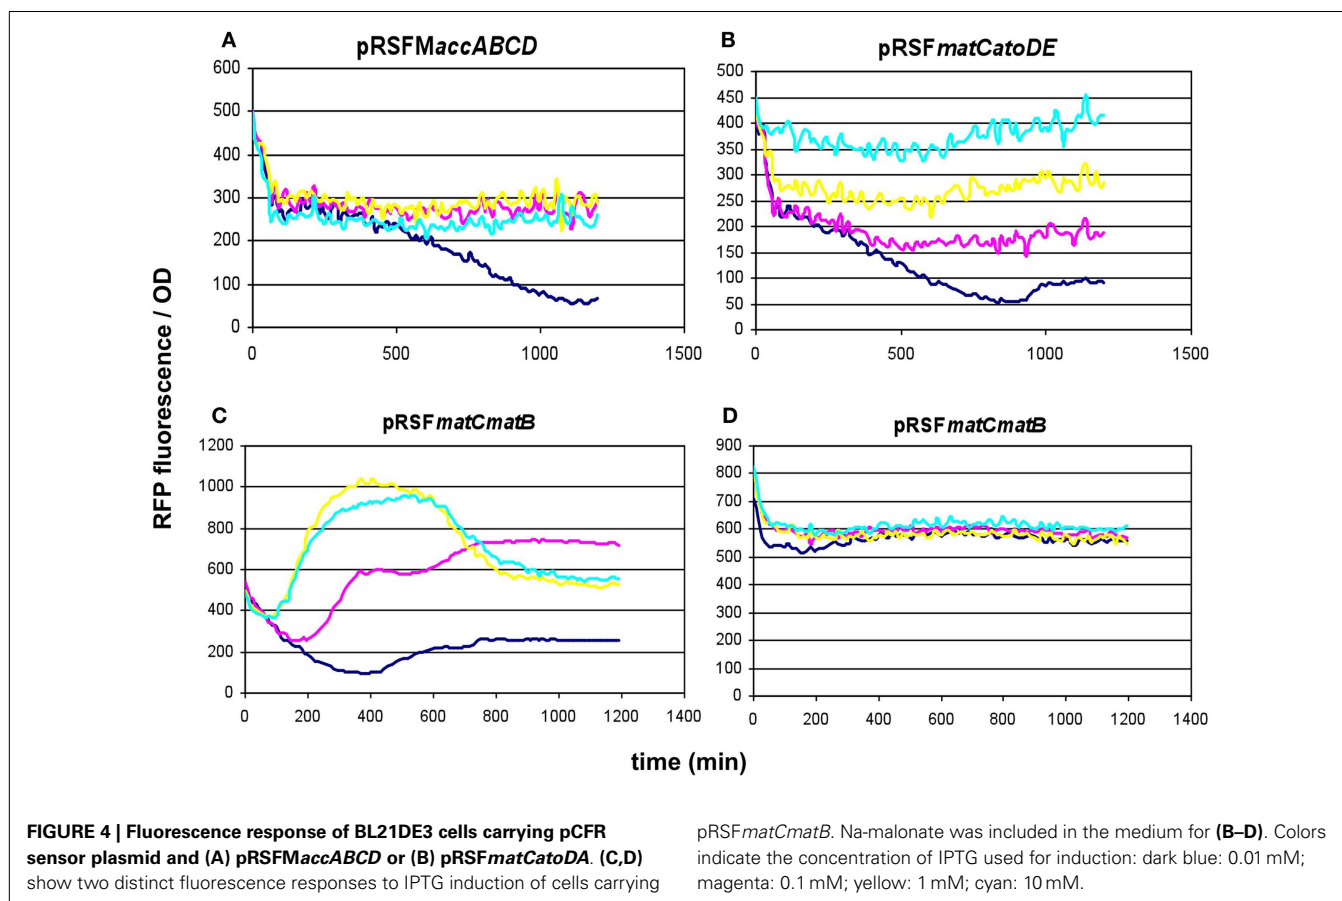 A
pRSFMaccABCD
600
500
400
300
200
100
0
0 500 1000 1500
B
pRSFmatCatoDE
500
450
400
350
300
250
200
150
100
50
0
0 500 1000 1500
RFP fluorescence / OD
C
pRSFmatCmatB
1200
1000
800
600
400
200
0
0 200 400 600 800 1000 1200 1400
D
pRSFmatCmatB
900
800
700
600
500
400
300
200
100
0
0 200 400 600 800 1000 1200 1400
time (min)
FIGURE 4 | Fluorescence response of BL21DE3 cells carrying pCFR
sensor plasmid and (A) pRSFMaccABCD or (B) pRSFmatCatoDA. (C,D)
show two distinct fluorescence responses to IPTG induction of cells carrying
pRSFmatCmatB. Na-malonate was included in the medium for (B–D). Colors
indicate the concentration of IPTG used for induction: dark blue: 0.01 mM;
magenta: 0.1 mM; yellow: 1 mM; cyan: 10 mM.